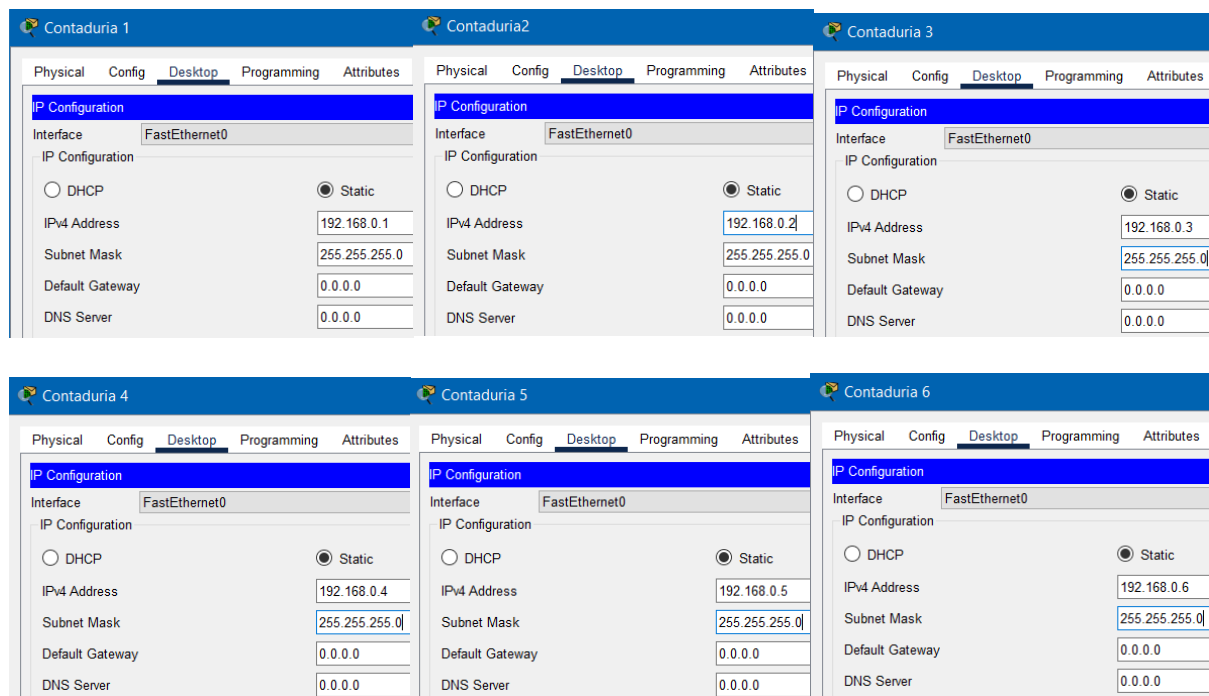 Contaduria 1
Physical Config Desktop Programming Attributes
IP Configuration
Interface FastEthernet0
IP Configuration
DHCP Static
IPv4 Address 192.168.0.1
Subnet Mask 255.255.255.0
Default Gateway 0.0.0.0
DNS Server 0.0.0.0
Contaduria2
Physical Config Desktop Programming Attributes
IP Configuration
Interface FastEthernet0
IP Configuration
DHCP Static
IPv4 Address 192.168.0.2
Subnet Mask 255.255.255.0
Default Gateway 0.0.0.0
DNS Server 0.0.0.0
Contaduria 3
Physical Config Desktop Programming Attributes
IP Configuration
Interface FastEthernet0
IP Configuration
DHCP Static
IPv4 Address 192.168.0.3
Subnet Mask 255.255.255.0
Default Gateway 0.0.0.0
DNS Server 0.0.0.0
Contaduria 4
Physical Config Desktop Programming Attributes
IP Configuration
Interface FastEthernet0
IP Configuration
DHCP Static
IPv4 Address 192.168.0.4
Subnet Mask 255.255.255.0
Default Gateway 0.0.0.0
DNS Server 0.0.0.0
Contaduria 5
Physical Config Desktop Programming Attributes
IP Configuration
Interface FastEthernet0
IP Configuration
DHCP Static
IPv4 Address 192.168.0.5
Subnet Mask 255.255.255.0
Default Gateway 0.0.0.0
DNS Server 0.0.0.0
Contaduria 6
Physical Config Desktop Programming Attributes
IP Configuration
Interface FastEthernet0
IP Configuration
DHCP Static
IPv4 Address 192.168.0.6
Subnet Mask 255.255.255.0
Default Gateway 0.0.0.0
DNS Server 0.0.0.0